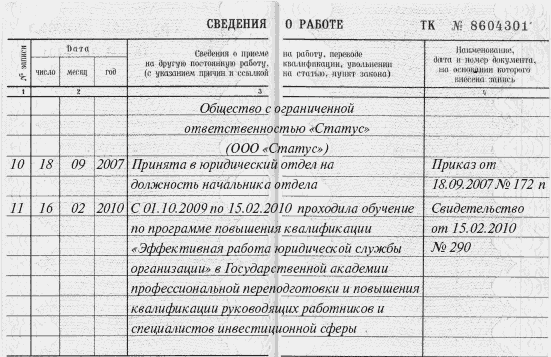 СВЕДЕНИЯ О РАБОТЕ ТК № 8604301
№ записи
Дата
число месяц год
Сведения о приеме на работу, переводе
на другую постоянную работу, квалификации, увольнении
(с указанием причин и ссылкой на статью, пункт закона)
Наименование,
дата и номер документа,
на основании которого
внесена запись
1 2 3 4
Общество с ограниченной
ответственностью «Статус»
(ООО «Статус»)
10 18 09 2007 Принята в юридический отдел на Приказ от
должность начальника отдела 18.09.2007 № 172 п
11 16 02 2010 С 01.10.2009 по 15.02.2010 проходила обучение Свидетельство
по программе повышения квалификации от 15.02.2010
«Эффективная работа юридической службы № 290
организации» в Государственной академии
профессиональной переподготовки и повышения
квалификации руководящих работников и
специалистов инвестиционной сферы